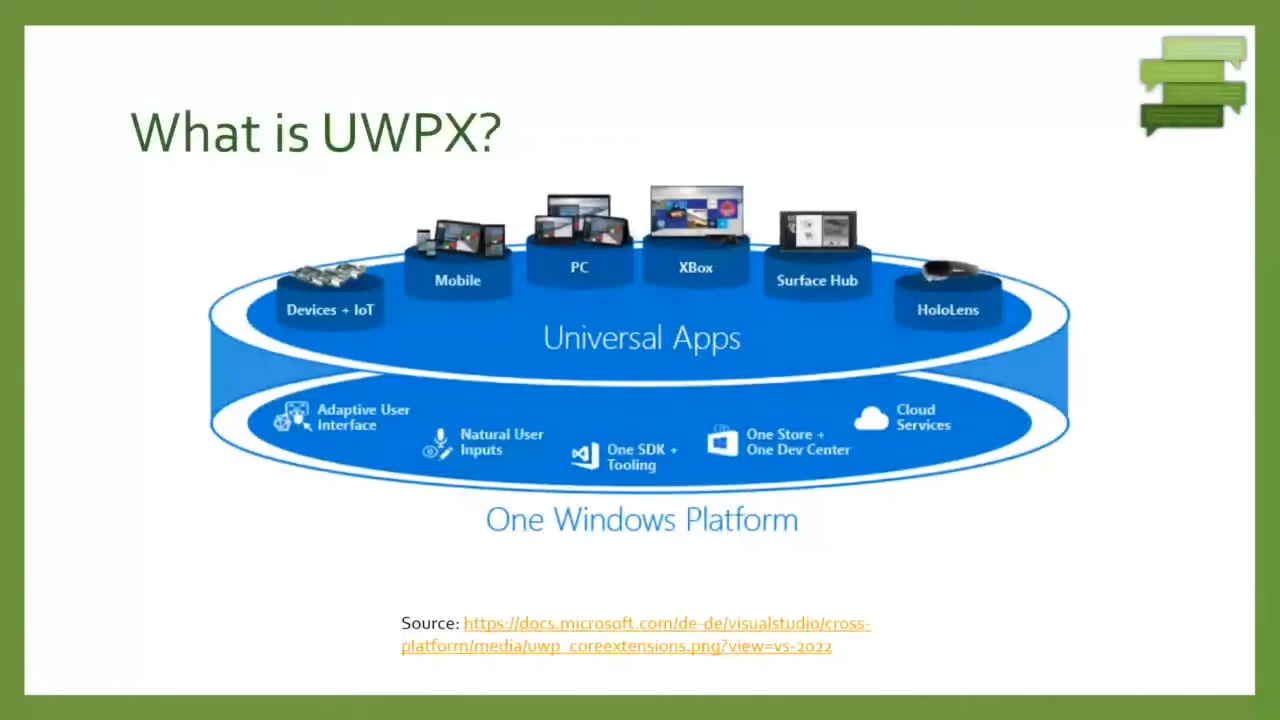 What is UWPX?
Devices + IoT
Mobile
PC
XBox
Surface Hub
HoloLens
Universal Apps
Adaptive User
Interface
Natural User
Inputs
One SDK +
Tooling
One Store +
One Dev Center
Cloud
Services
One Windows Platform
Source: https://docs.microsoft.com/de-de/visualstudio/cross-
platform/media/uwp_coreextensions.png?view=vs-2022